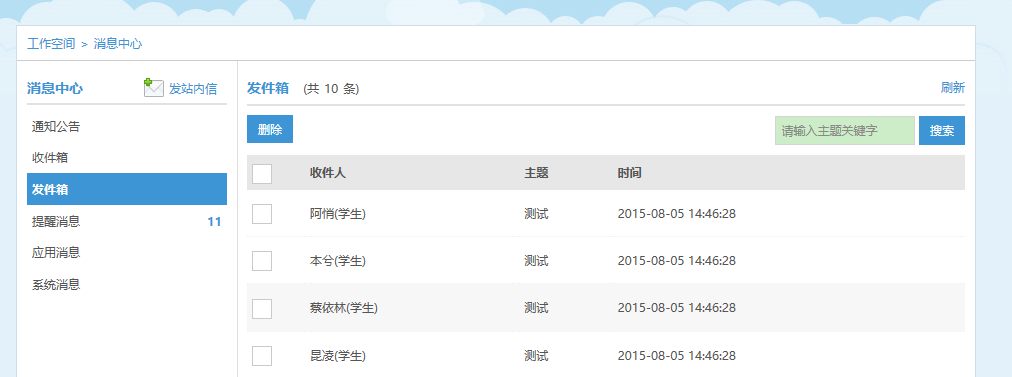 工作空间 > 消息中心
消息中心 发站内信
通知公告
收件箱
发件箱
提醒消息 11
应用消息
系统消息
发件箱 (共 10 条) 刷新
删除 请输入主题关键字 搜索
收件人 主题 时间
阿悄(学生) 测试 2015-08-05 14:46:28
本兮(学生) 测试 2015-08-05 14:46:28
蔡依林(学生) 测试 2015-08-05 14:46:28
昆凌(学生) 测试 2015-08-05 14:46:28